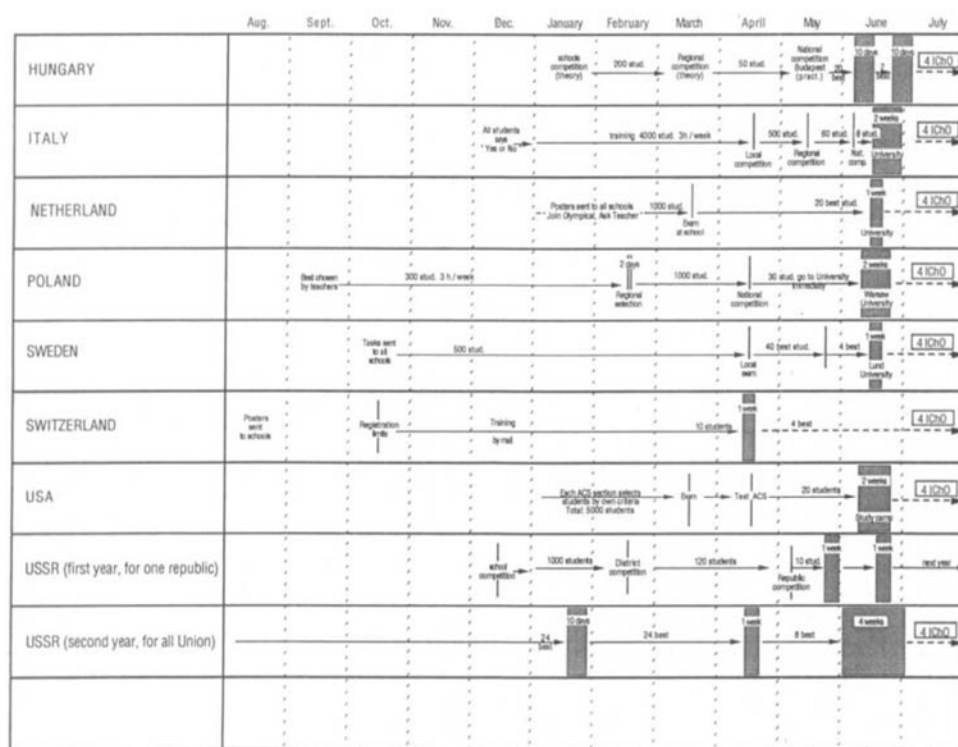 Aug. Sept. Oct. Nov. Dec. January February March April May June July
HUNGARY
schools
competition
(theory)
200 stud.
Regional
competition
(theory)
50 stud.
National
competition
Budapest
(pract.)
best
10 days
10 days
4 IChO
ITALY
All students
says
Yes or No
training 4000 stud. 3h / week
Local
competition
500 stud.
Regional
competition
60 stud.
Nat.
comp.
8 stud.
2 weeks
University
4 IChO
NETHERLAND
Posters sent to all schools
Join Olympical, Ask Teacher
1000 stud.
at school
20 best stud.
1 week
University
4 IChO
POLAND
Best chosen
by teachers
300 stud. 3 h / week
2 days
Regional
selection
1000 stud.
National
competition
30 stud. go to University
2 weeks
Warsaw
University
4 IChO
SWEDEN
Tasks sent
to all
schools
500 stud.
Local
40 best stud.
4 best
1 week
Lund
University
4 IChO
SWITZERLAND
Posters
sent
to schools
Registration
limits
Training
by mail
10 students
1 week
4 best
4 IChO
USA
Each ACS section selects
students by own criteria
Total: 5000 students
Test ACS
20 students
2 weeks
Study camp
4 IChO
USSR (first year, for one republic)
school
competition
1000 students
District
competition
120 students
Republic
competition
10 stud.
1 week
1 week
next year
USSR (second year, for all Union)
24
best
10 days
24 best
1 week
8 best
4 weeks
4 IChO